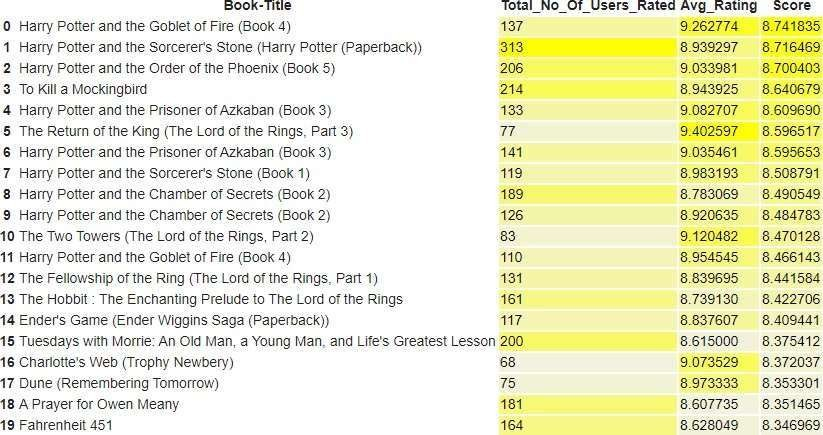 Book-Title Total_No_Of_Users_Rated Avg_Rating Score
0 Harry Potter and the Goblet of Fire (Book 4) 137 9.262774 8.741835
1 Harry Potter and the Sorcerer's Stone (Harry Potter (Paperback)) 313 8.939297 8.716469
2 Harry Potter and the Order of the Phoenix (Book 5) 206 9.033981 8.700403
3 To Kill a Mockingbird 214 8.943925 8.640679
4 Harry Potter and the Prisoner of Azkaban (Book 3) 133 9.082707 8.609690
5 The Return of the King (The Lord of the Rings, Part 3) 77 9.402597 8.596517
6 Harry Potter and the Prisoner of Azkaban (Book 3) 141 9.035461 8.595653
7 Harry Potter and the Sorcerer's Stone (Book 1) 119 8.983193 8.508791
8 Harry Potter and the Chamber of Secrets (Book 2) 189 8.783069 8.490549
9 Harry Potter and the Chamber of Secrets (Book 2) 126 8.920635 8.484783
10 The Two Towers (The Lord of the Rings, Part 2) 83 9.120482 8.470128
11 Harry Potter and the Goblet of Fire (Book 4) 110 8.954545 8.466143
12 The Fellowship of the Ring (The Lord of the Rings, Part 1) 131 8.839695 8.441584
13 The Hobbit : The Enchanting Prelude to The Lord of the Rings 161 8.739130 8.422706
14 Ender's Game (Ender Wiggins Saga (Paperback)) 117 8.837607 8.409441
15 Tuesdays with Morrie: An Old Man, a Young Man, and Life's Greatest Lesson 200 8.615000 8.375412
16 Charlotte's Web (Trophy Newbery) 68 9.073529 8.372037
17 Dune (Remembering Tomorrow) 75 8.973333 8.353301
18 A Prayer for Owen Meany 181 8.607735 8.351465
19 Fahrenheit 451 164 8.628049 8.346969